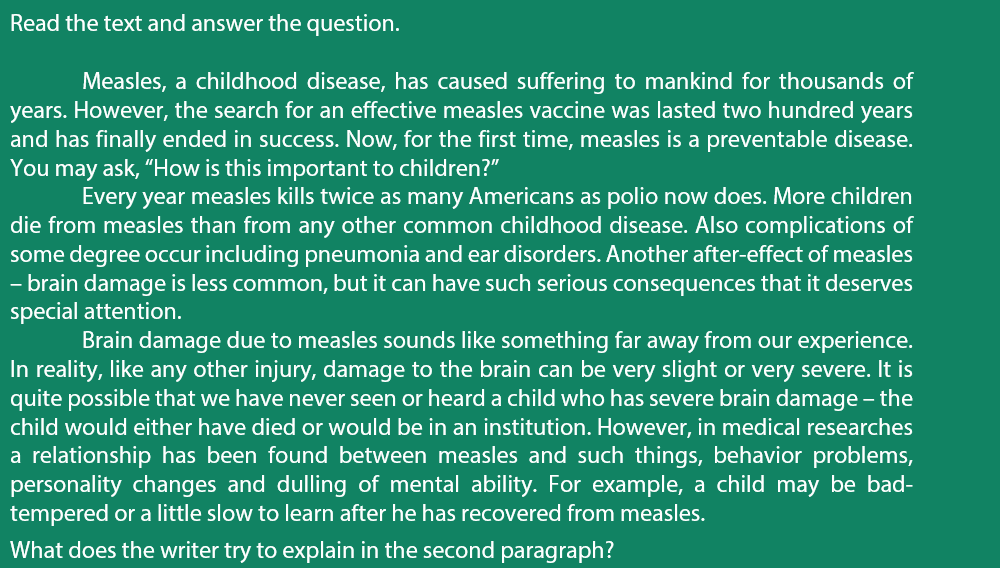 Read the text and answer the question.
Measles, a childhood disease, has caused suffering to mankind for thousands of
years. However, the search for an effective measles vaccine was lasted two hundred years
and has finally ended in success. Now, for the first time, measles is a preventable disease.
You may ask, “How is this important to children?”
Every year measles kills twice as many Americans as polio now does. More children
die from measles than from any other common childhood disease. Also complications of
some degree occur including pneumonia and ear disorders. Another after-effect of measles
– brain damage is less common, but it can have such serious consequences that it deserves
special attention.
Brain damage due to measles sounds like something far away from our experience.
In reality, like any other injury, damage to the brain can be very slight or very severe. It is
quite possible that we have never seen or heard a child who has severe brain damage – the
child would either have died or would be in an institution. However, in medical researches
a relationship has been found between measles and such things, behavior problems,
personality changes and dulling of mental ability. For example, a child may be bad-
tempered or a little slow to learn after he has recovered from measles.
What does the writer try to explain in the second paragraph?